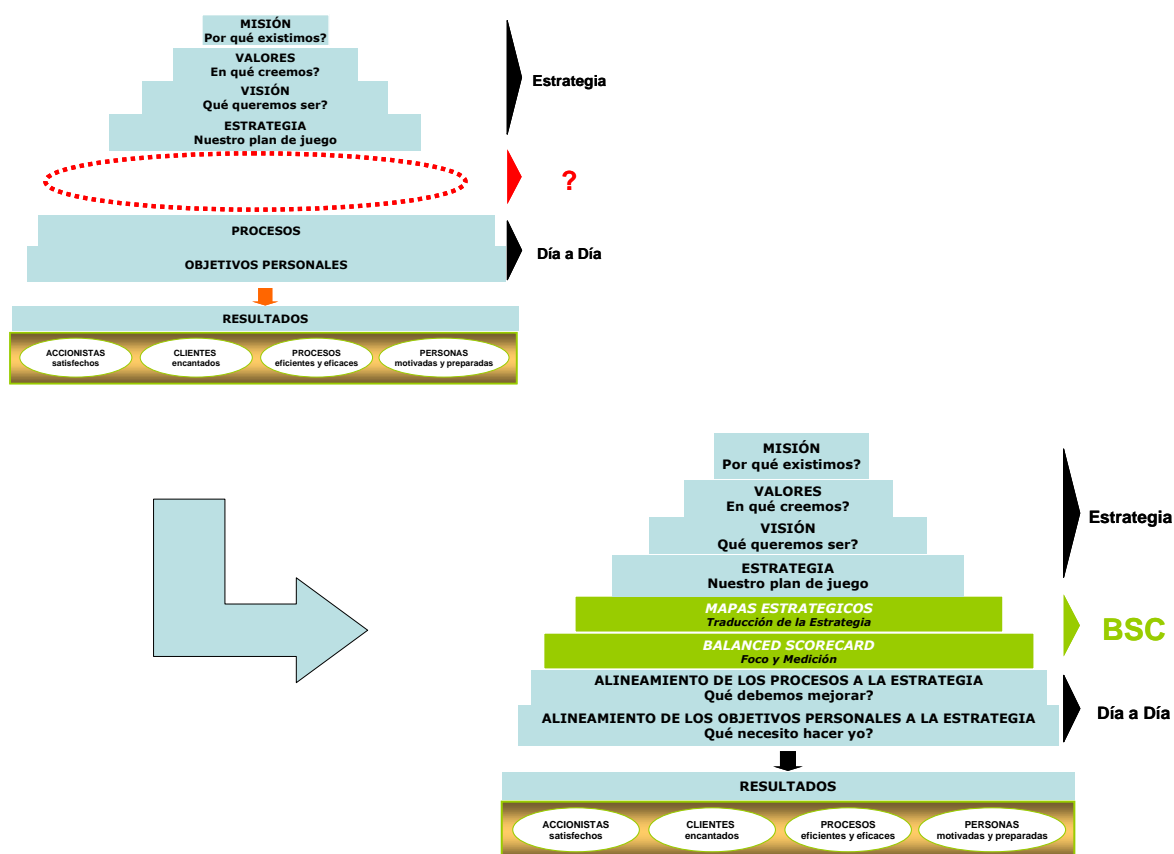 MISIÓN
Por qué existimos?
VALORES
En qué creemos?
VISIÓN
Qué queremos ser?
ESTRATEGIA
Nuestro plan de juego
Estrategia
?
PROCESOS
OBJETIVOS PERSONALES
Día a Día
RESULTADOS
ACCIONISTAS
satisfechos
CLIENTES
encantados
PROCESOS
eficientes y eficaces
PERSONAS
motivadas y preparadas
MISIÓN
Por qué existimos?
VALORES
En qué creemos?
VISIÓN
Qué queremos ser?
ESTRATEGIA
Nuestro plan de juego
Estrategia
MAPAS ESTRATEGICOS
Traducción de la Estrategia
BALANCED SCORECARD
Foco y Medición
BSC
ALINEAMIENTO DE LOS PROCESOS A LA ESTRATEGIA
Qué debemos mejorar?
ALINEAMIENTO DE LOS OBJETIVOS PERSONALES A LA ESTRATEGIA
Qué necesito hacer yo?
Día a Día
RESULTADOS
ACCIONISTAS
satisfechos
CLIENTES
encantados
PROCESOS
eficientes y eficaces
PERSONAS
motivadas y preparadas